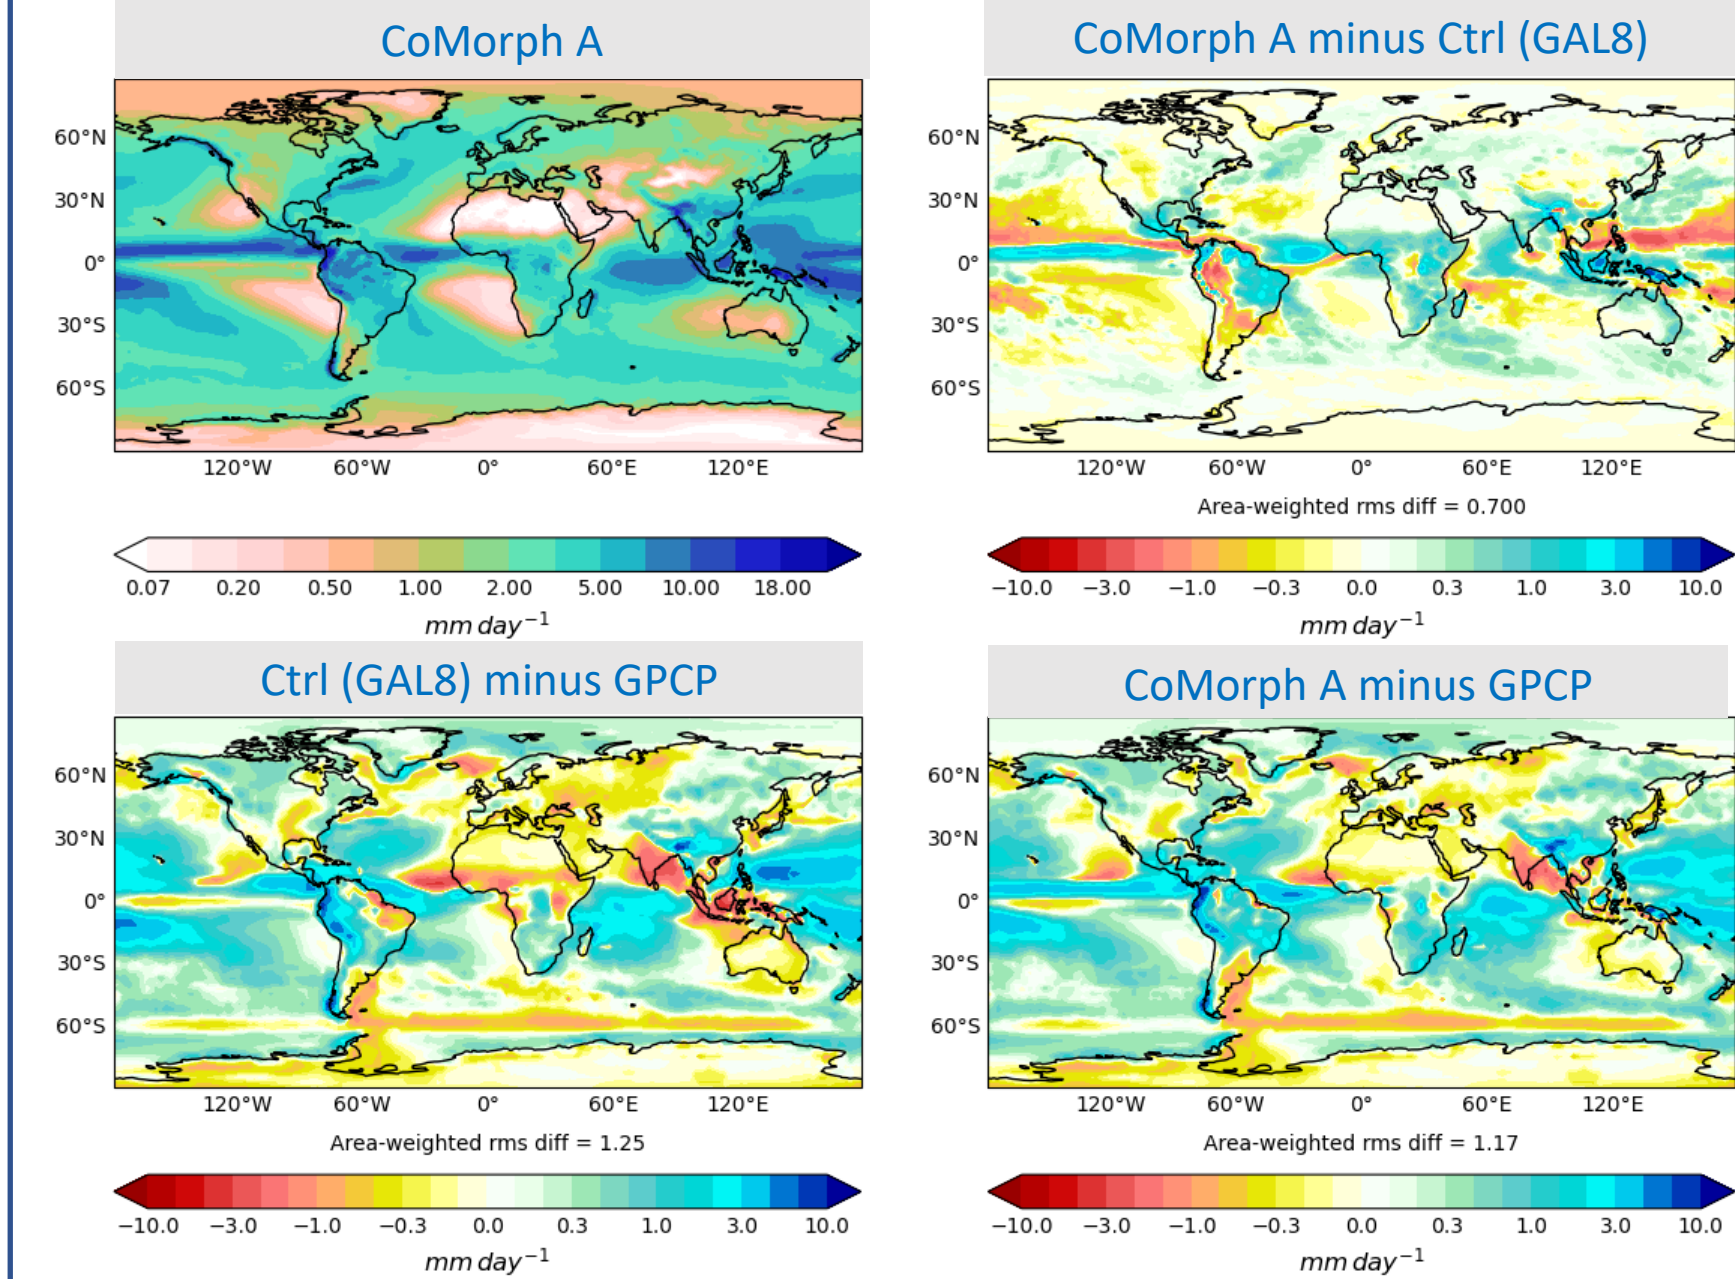 CoMorph A
60°N
30°N
0°
30°S
60°S
120°W 60°W 0° 60°E 120°E
0.07 0.20 0.50 1.00 2.00 5.00 10.00 18.00
mm day⁻¹
CoMorph A minus Ctrl (GAL8)
60°N
30°N
0°
30°S
60°S
120°W 60°W 0° 60°E 120°E
Area-weighted rms diff = 0.700
−10.0 −3.0 −1.0 −0.3 0.0 0.3 1.0 3.0 10.0
mm day⁻¹
Ctrl (GAL8) minus GPCP
60°N
30°N
0°
30°S
60°S
120°W 60°W 0° 60°E 120°E
Area-weighted rms diff = 1.25
−10.0 −3.0 −1.0 −0.3 0.0 0.3 1.0 3.0 10.0
mm day⁻¹
CoMorph A minus GPCP
60°N
30°N
0°
30°S
60°S
120°W 60°W 0° 60°E 120°E
Area-weighted rms diff = 1.17
−10.0 −3.0 −1.0 −0.3 0.0 0.3 1.0 3.0 10.0
mm day⁻¹